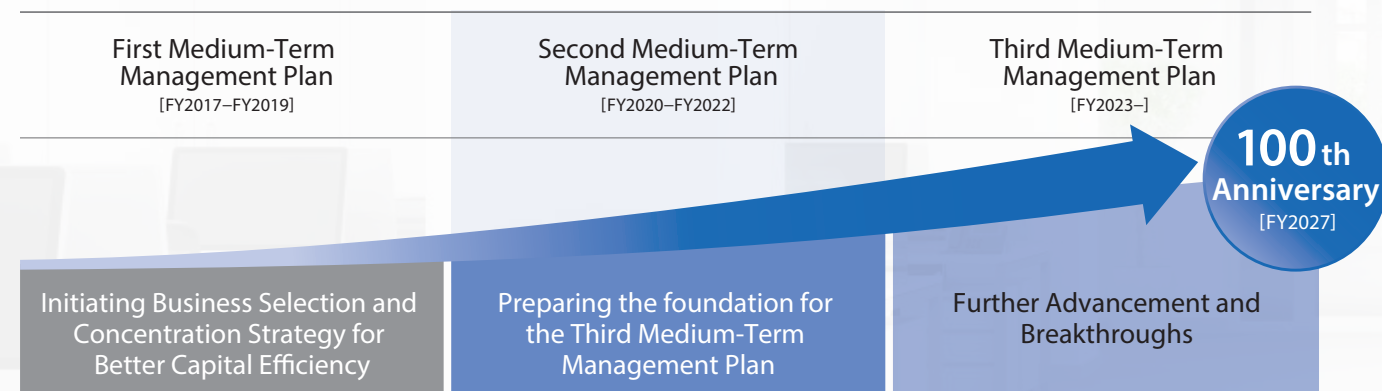 First Medium-Term
Management Plan
[FY2017–FY2019]
Second Medium-Term
Management Plan
[FY2020–FY2022]
Third Medium-Term
Management Plan
[FY2023–]
100 th
Anniversary
[FY2027]
Initiating Business Selection and
Concentration Strategy for
Better Capital Efficiency
Preparing the foundation for
the Third Medium-Term
Management Plan
Further Advancement and
Breakthroughs